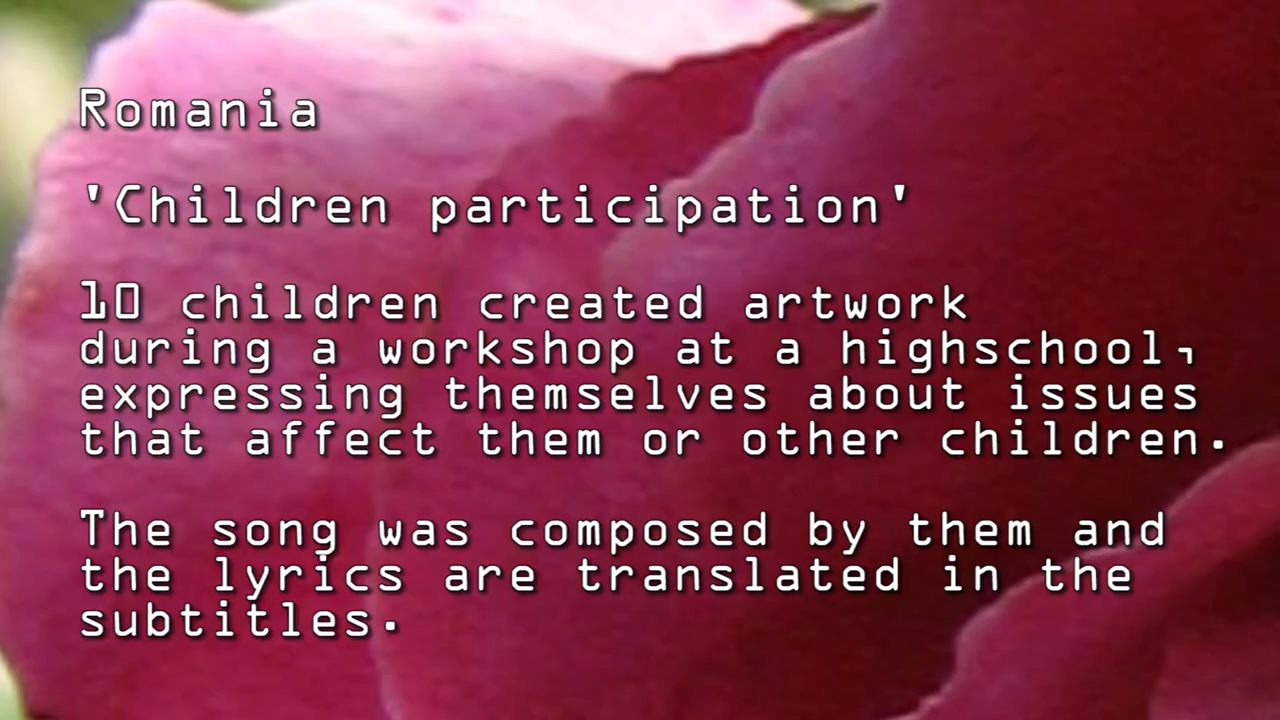 Romania
'Children participation'
10 children created artwork
during a workshop at a highschool,
expressing themselves about issues
that affect them or other children.
The song was composed by them and
the lyrics are translated in the
subtitles.